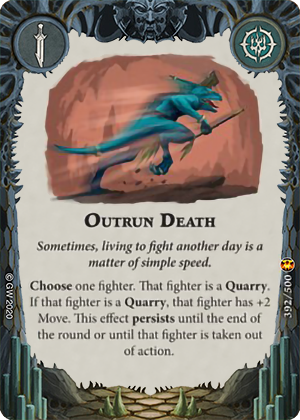 OUTRUN DEATH
Sometimes, living to fight another day is a
matter of simple speed.
Choose one fighter. That fighter is a Quarry.
If that fighter is a Quarry, that fighter has +2
Move. This effect persists until the end of
the round or until that fighter is taken out
of action.
© GW 2020
392/500